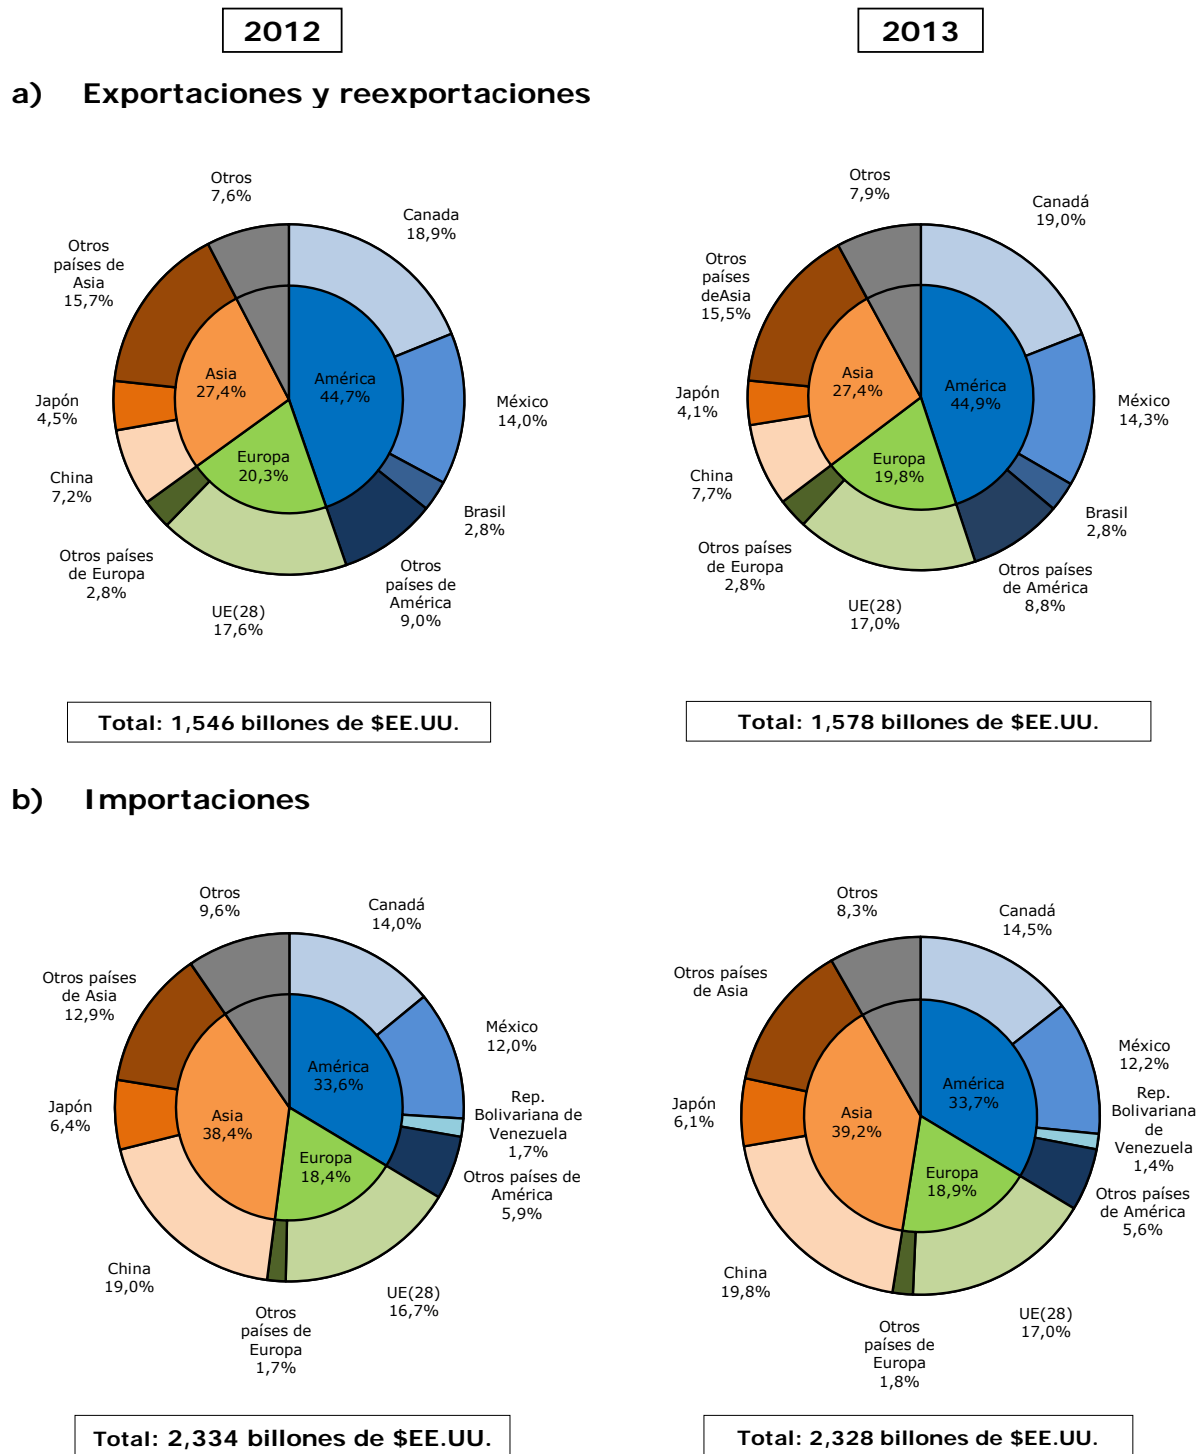 2012
2013
a) Exportaciones y reexportaciones
Otros
7,6%
Canada
18,9%
Otros
países de
Asia
15,7%
Asia
27,4%
América
44,7%
Japón
4,5%
México
14,0%
Europa
20,3%
China
7,2%
Brasil
2,8%
Otros países
de Europa
2,8%
Otros
países de
América
9,0%
UE(28)
17,6%
Total: 1,546 billones de $EE.UU.
Otros
7,9%
Canadá
19,0%
Otros
países
deAsia
15,5%
Asia
27,4%
América
44,9%
Japón
4,1%
México
14,3%
Europa
19,8%
China
7,7%
Brasil
2,8%
Otros países
de Europa
2,8%
Otros países
de América
8,8%
UE(28)
17,0%
Total: 1,578 billones de $EE.UU.
b) Importaciones
Otros
9,6%
Canadá
14,0%
Otros países
de Asia
12,9%
México
12,0%
América
33,6%
Japón
6,4%
Asia
38,4%
Rep.
Bolivariana de
Venezuela
1,7%
Europa
18,4%
Otros países de
América
5,9%
China
19,0%
UE(28)
16,7%
Otros
países de
Europa
1,7%
Total: 2,334 billones de $EE.UU.
Otros
8,3%
Canadá
14,5%
Otros países
de Asia
México
12,2%
América
33,7%
Japón
6,1%
Asia
39,2%
Rep.
Bolivariana
de
Venezuela
1,4%
Europa
18,9%
Otros países
de América
5,6%
China
19,8%
UE(28)
17,0%
Otros
países de
Europa
1,8%
Total: 2,328 billones de $EE.UU.